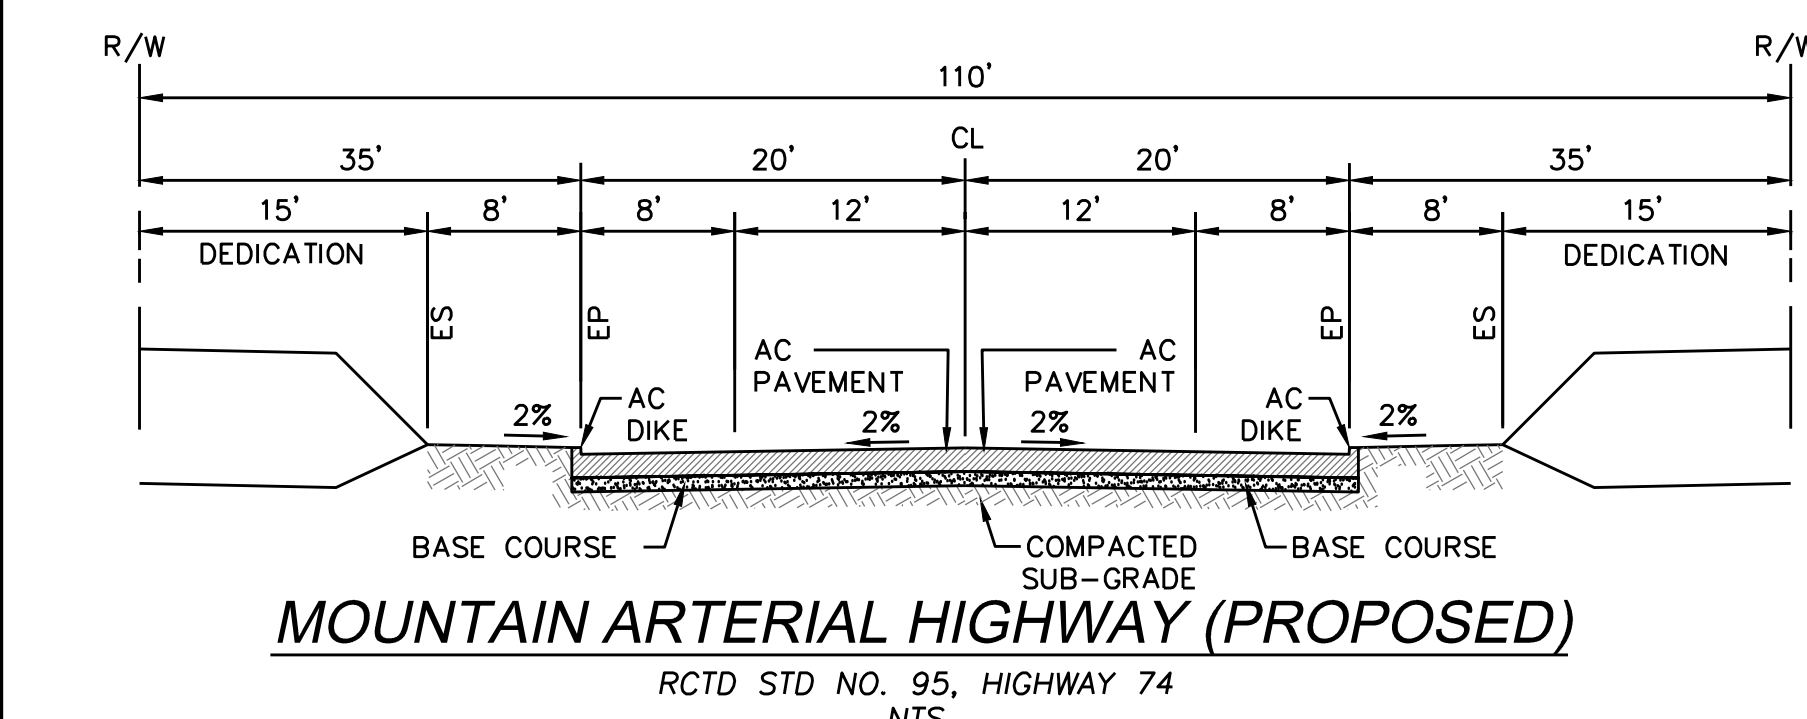 R/W
R/W
110'
CL
35'
20'
20'
35'
15'
8'
8'
12'
12'
8'
8'
15'
DEDICATION
DEDICATION
ES
EP
EP
ES
AC
PAVEMENT
AC
PAVEMENT
2%
AC
DIKE
2%
2%
AC
DIKE
2%
BASE COURSE
COMPACTED
SUB-GRADE
BASE COURSE
MOUNTAIN ARTERIAL HIGHWAY (PROPOSED)
RCTD STD NO. 95, HIGHWAY 74
NTS